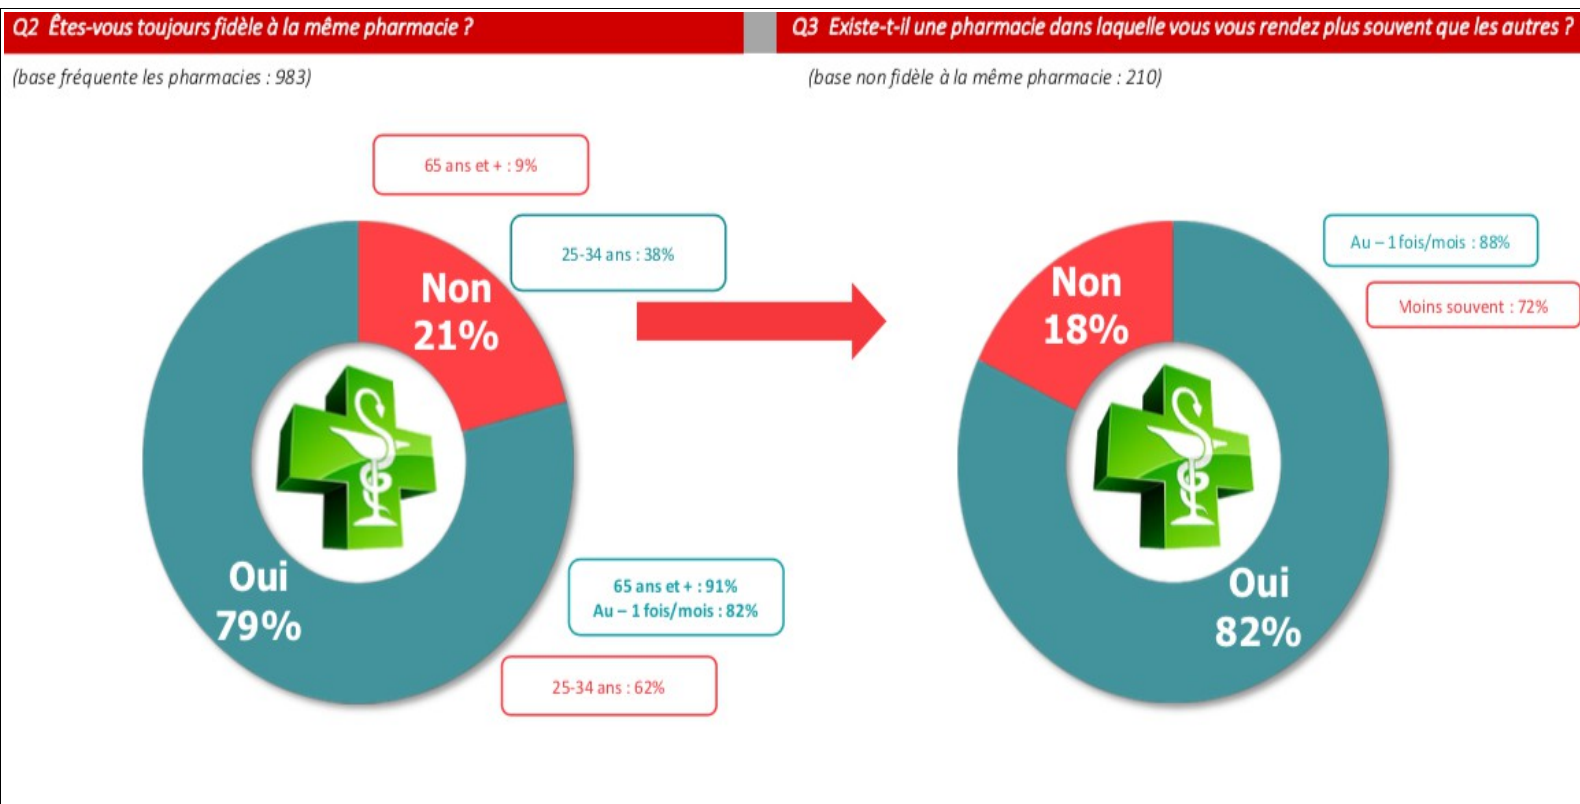 Q2 Êtes-vous toujours fidèle à la même pharmacie ?
(base fréquente les pharmacies : 983)
65 ans et + : 9%
25-34 ans : 38%
Non
21%
Oui
79%
65 ans et + : 91%
Au – 1 fois/mois : 82%
25-34 ans : 62%
Q3 Existe-t-il une pharmacie dans laquelle vous vous rendez plus souvent que les autres ?
(base non fidèle à la même pharmacie : 210)
Au – 1 fois/mois : 88%
Moins souvent : 72%
Non
18%
Oui
82%